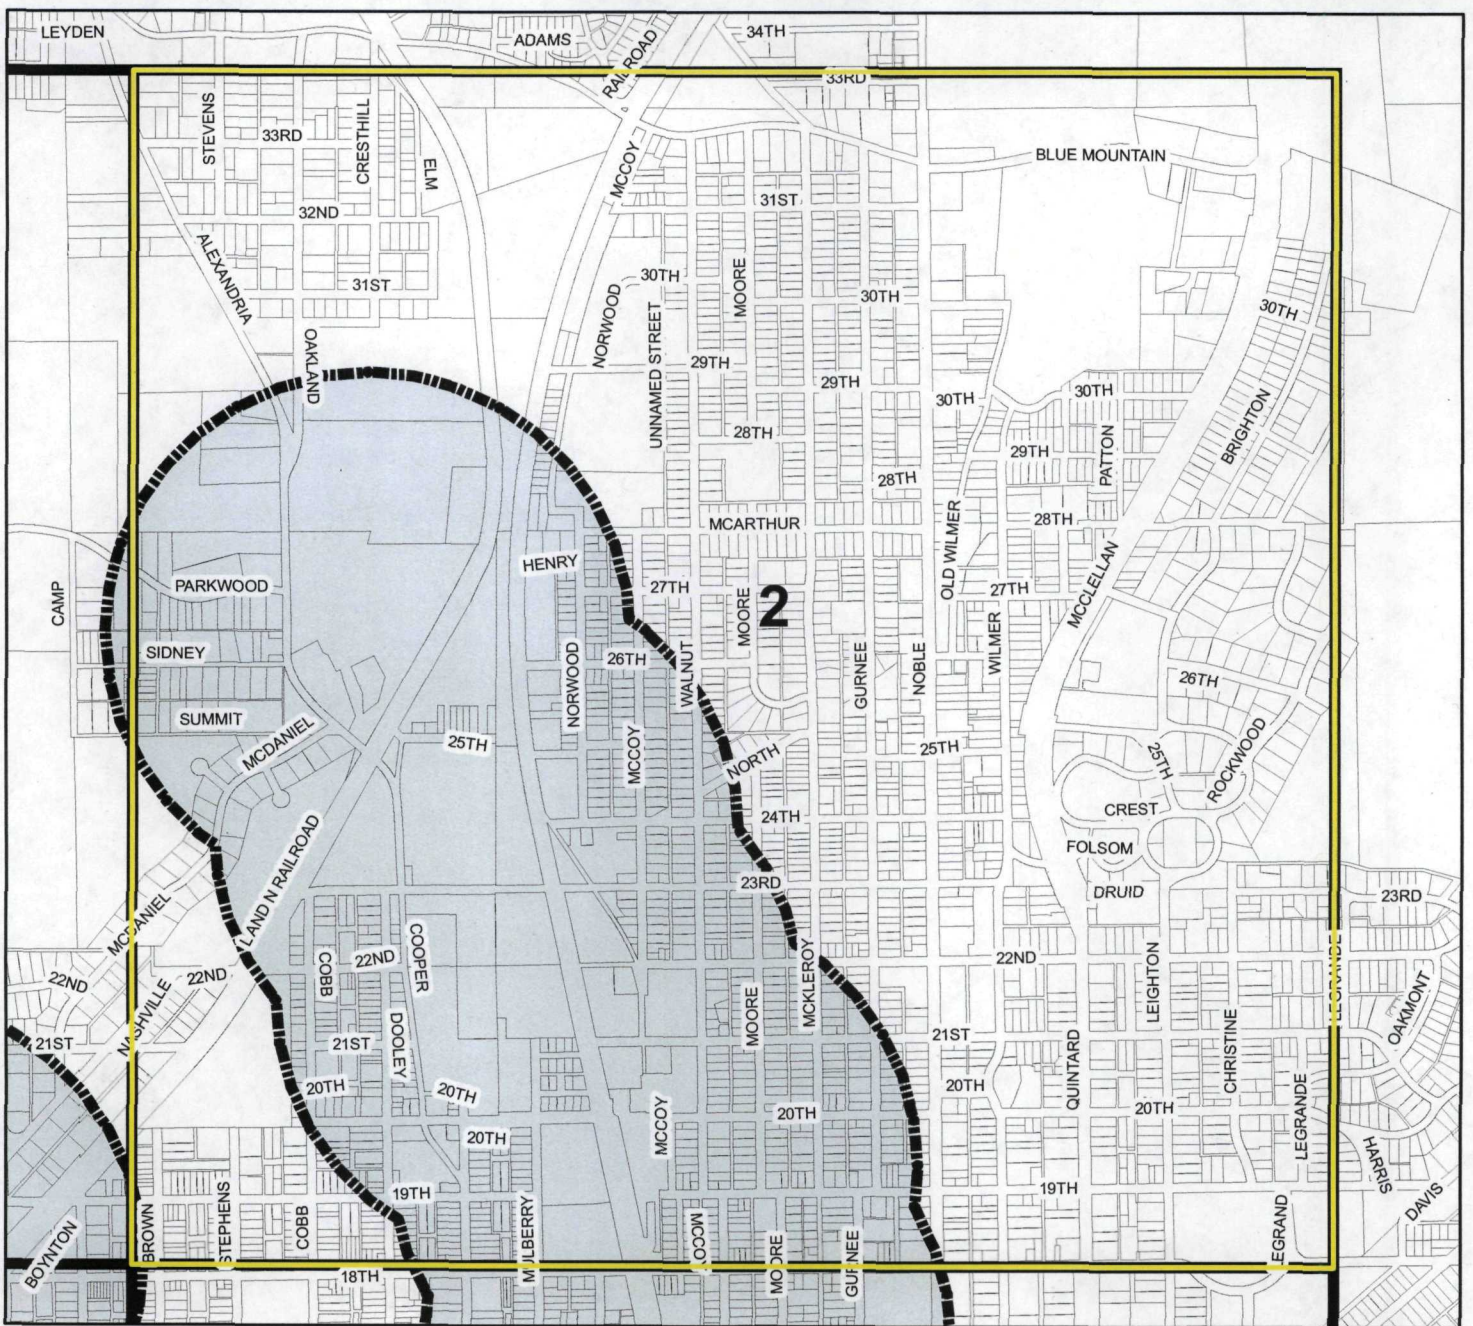 LEYDEN
ADAMS
RAILROAD
34TH
33RD
STEVENS
33RD
CRESTHILL
ELM
MCCOY
BLUE MOUNTAIN
32ND
31ST
ALEXANDRIA
31ST
30TH
MOORE
30TH
NORWOOD
30TH
OAKLAND
UNNAMED STREET
29TH
29TH
30TH
30TH
28TH
BRIGHTON
29TH
PATTON
28TH
MCARTHUR
OLD WILMER
28TH
HENRY
MCCLELLAN
PARKWOOD
CAMP
27TH
MOORE
2
27TH
SIDNEY
NORWOOD
26TH
WALNUT
GURNEE
NOBLE
WILMER
26TH
SUMMIT
MCDANIEL
25TH
MCCOY
NORTH
25TH
25TH
ROCKWOOD
CREST
24TH
FOLSOM
LAND N RAILROAD
23RD
DRUID
23RD
MCDANIEL
22ND
NASHVILLE
22ND
COBB
22ND
COOPER
MCKLEROY
22ND
LEIGHTON
LEGRANDE
OAKMONT
21ST
21ST
DOOLEY
MOORE
21ST
QUINTARD
CHRISTINE
20TH
20TH
20TH
MCCOY
20TH
20TH
20TH
LEGRANDE
HARRIS
19TH
19TH
DAVIS
BOYNTON
BROWN
STEPHENS
COBB
MULBERRY
MCCOY
MOORE
GURNEE
LEGRAND
18TH